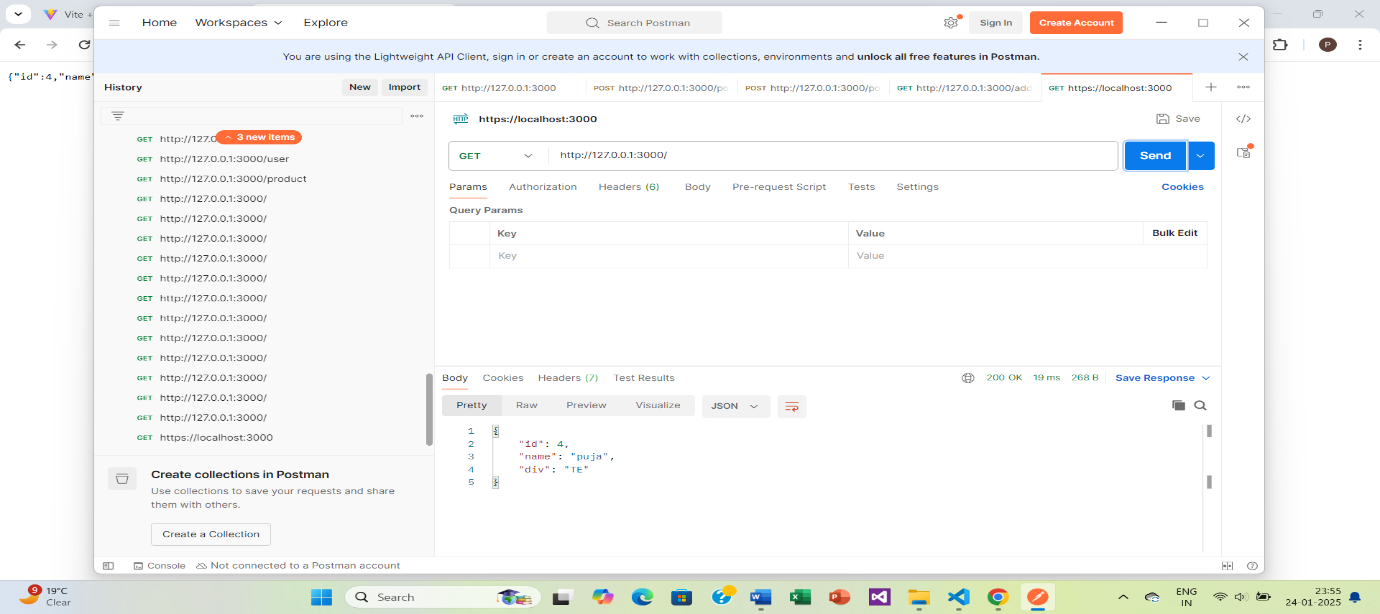 Vite +
{"id":4,"name"
P
Home Workspaces Explore Search Postman Sign In Create Account
You are using the Lightweight API Client, sign in or create an account to work with collections, environments and unlock all free features in Postman.
History New Import
GET http://127.0.0.1:3000 POST http://127.0.0.1:3000/po POST http://127.0.0.1:3000/po GET http://127.0.0.1:3000/add GET https://localhost:3000
HTTP https://localhost:3000 Save
GET http://127.0 3 new items
GET http://127.0.0.1:3000/user
GET http://127.0.0.1:3000/product
GET http://127.0.0.1:3000/
GET http://127.0.0.1:3000/
GET http://127.0.0.1:3000/
GET http://127.0.0.1:3000/
GET http://127.0.0.1:3000/
GET http://127.0.0.1:3000/
GET http://127.0.0.1:3000/
GET http://127.0.0.1:3000/
GET http://127.0.0.1:3000/
GET http://127.0.0.1:3000/
GET http://127.0.0.1:3000/
GET http://127.0.0.1:3000/
GET https://localhost:3000
Create collections in Postman
Use collections to save your requests and share
them with others.
Create a Collection
GET http://127.0.0.1:3000/ Send
Params Authorization Headers (6) Body Pre-request Script Tests Settings Cookies
Query Params
Key Value Bulk Edit
Key Value
Body Cookies Headers (7) Test Results 200 OK 19 ms 268 B Save Response
Pretty Raw Preview Visualize JSON
1 {
2 "id": 4,
3 "name": "puja",
4 "div": "TE"
5 }
Console Not connected to a Postman account
9 19°C
Clear
Search
ENG
IN
23:55
24-01-2025